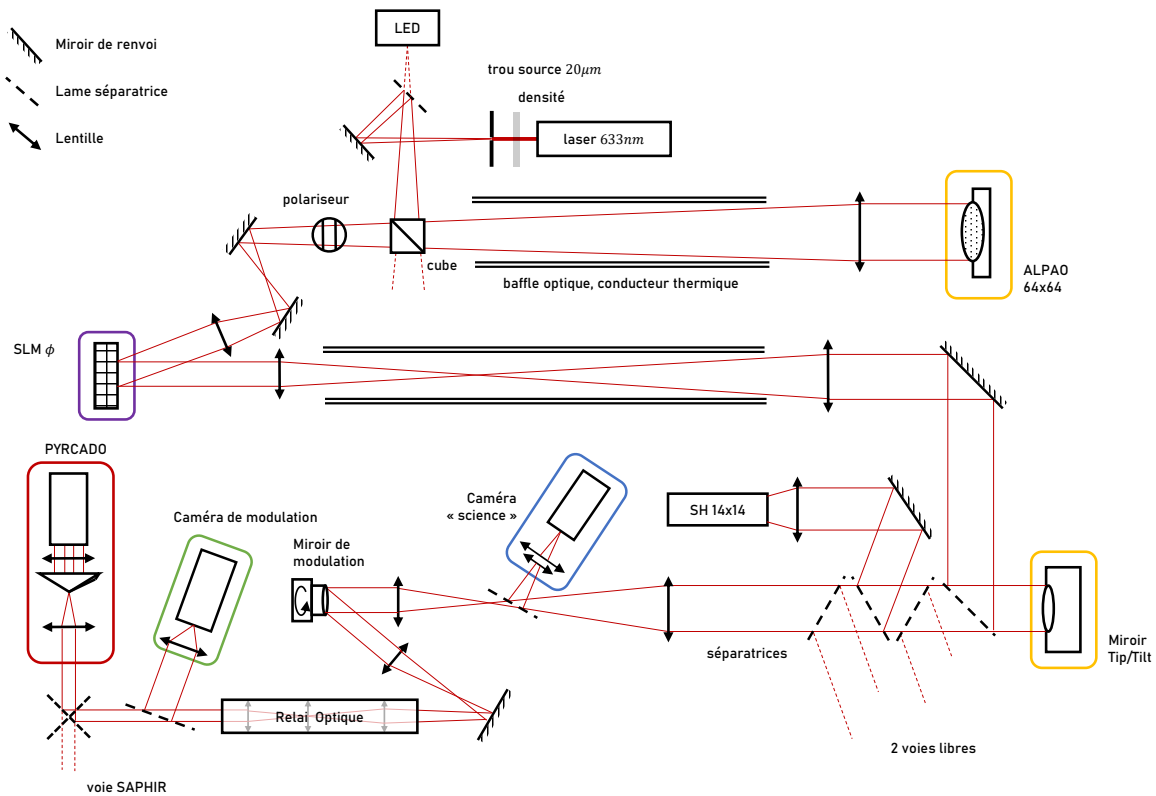 LED
Miroir de renvoi
trou source 20μm
Lame séparatrice
densité
Lentille
laser 633nm
polariseur
cube
baffle optique, conducteur thermique
ALPAO
64x64
SLM ϕ
PYRCADO
Caméra de modulation
Caméra
« science »
SH 14x14
Miroir de
modulation
séparatrices
Miroir
Tip/Tilt
Relai Optique
2 voies libres
voie SAPHIR